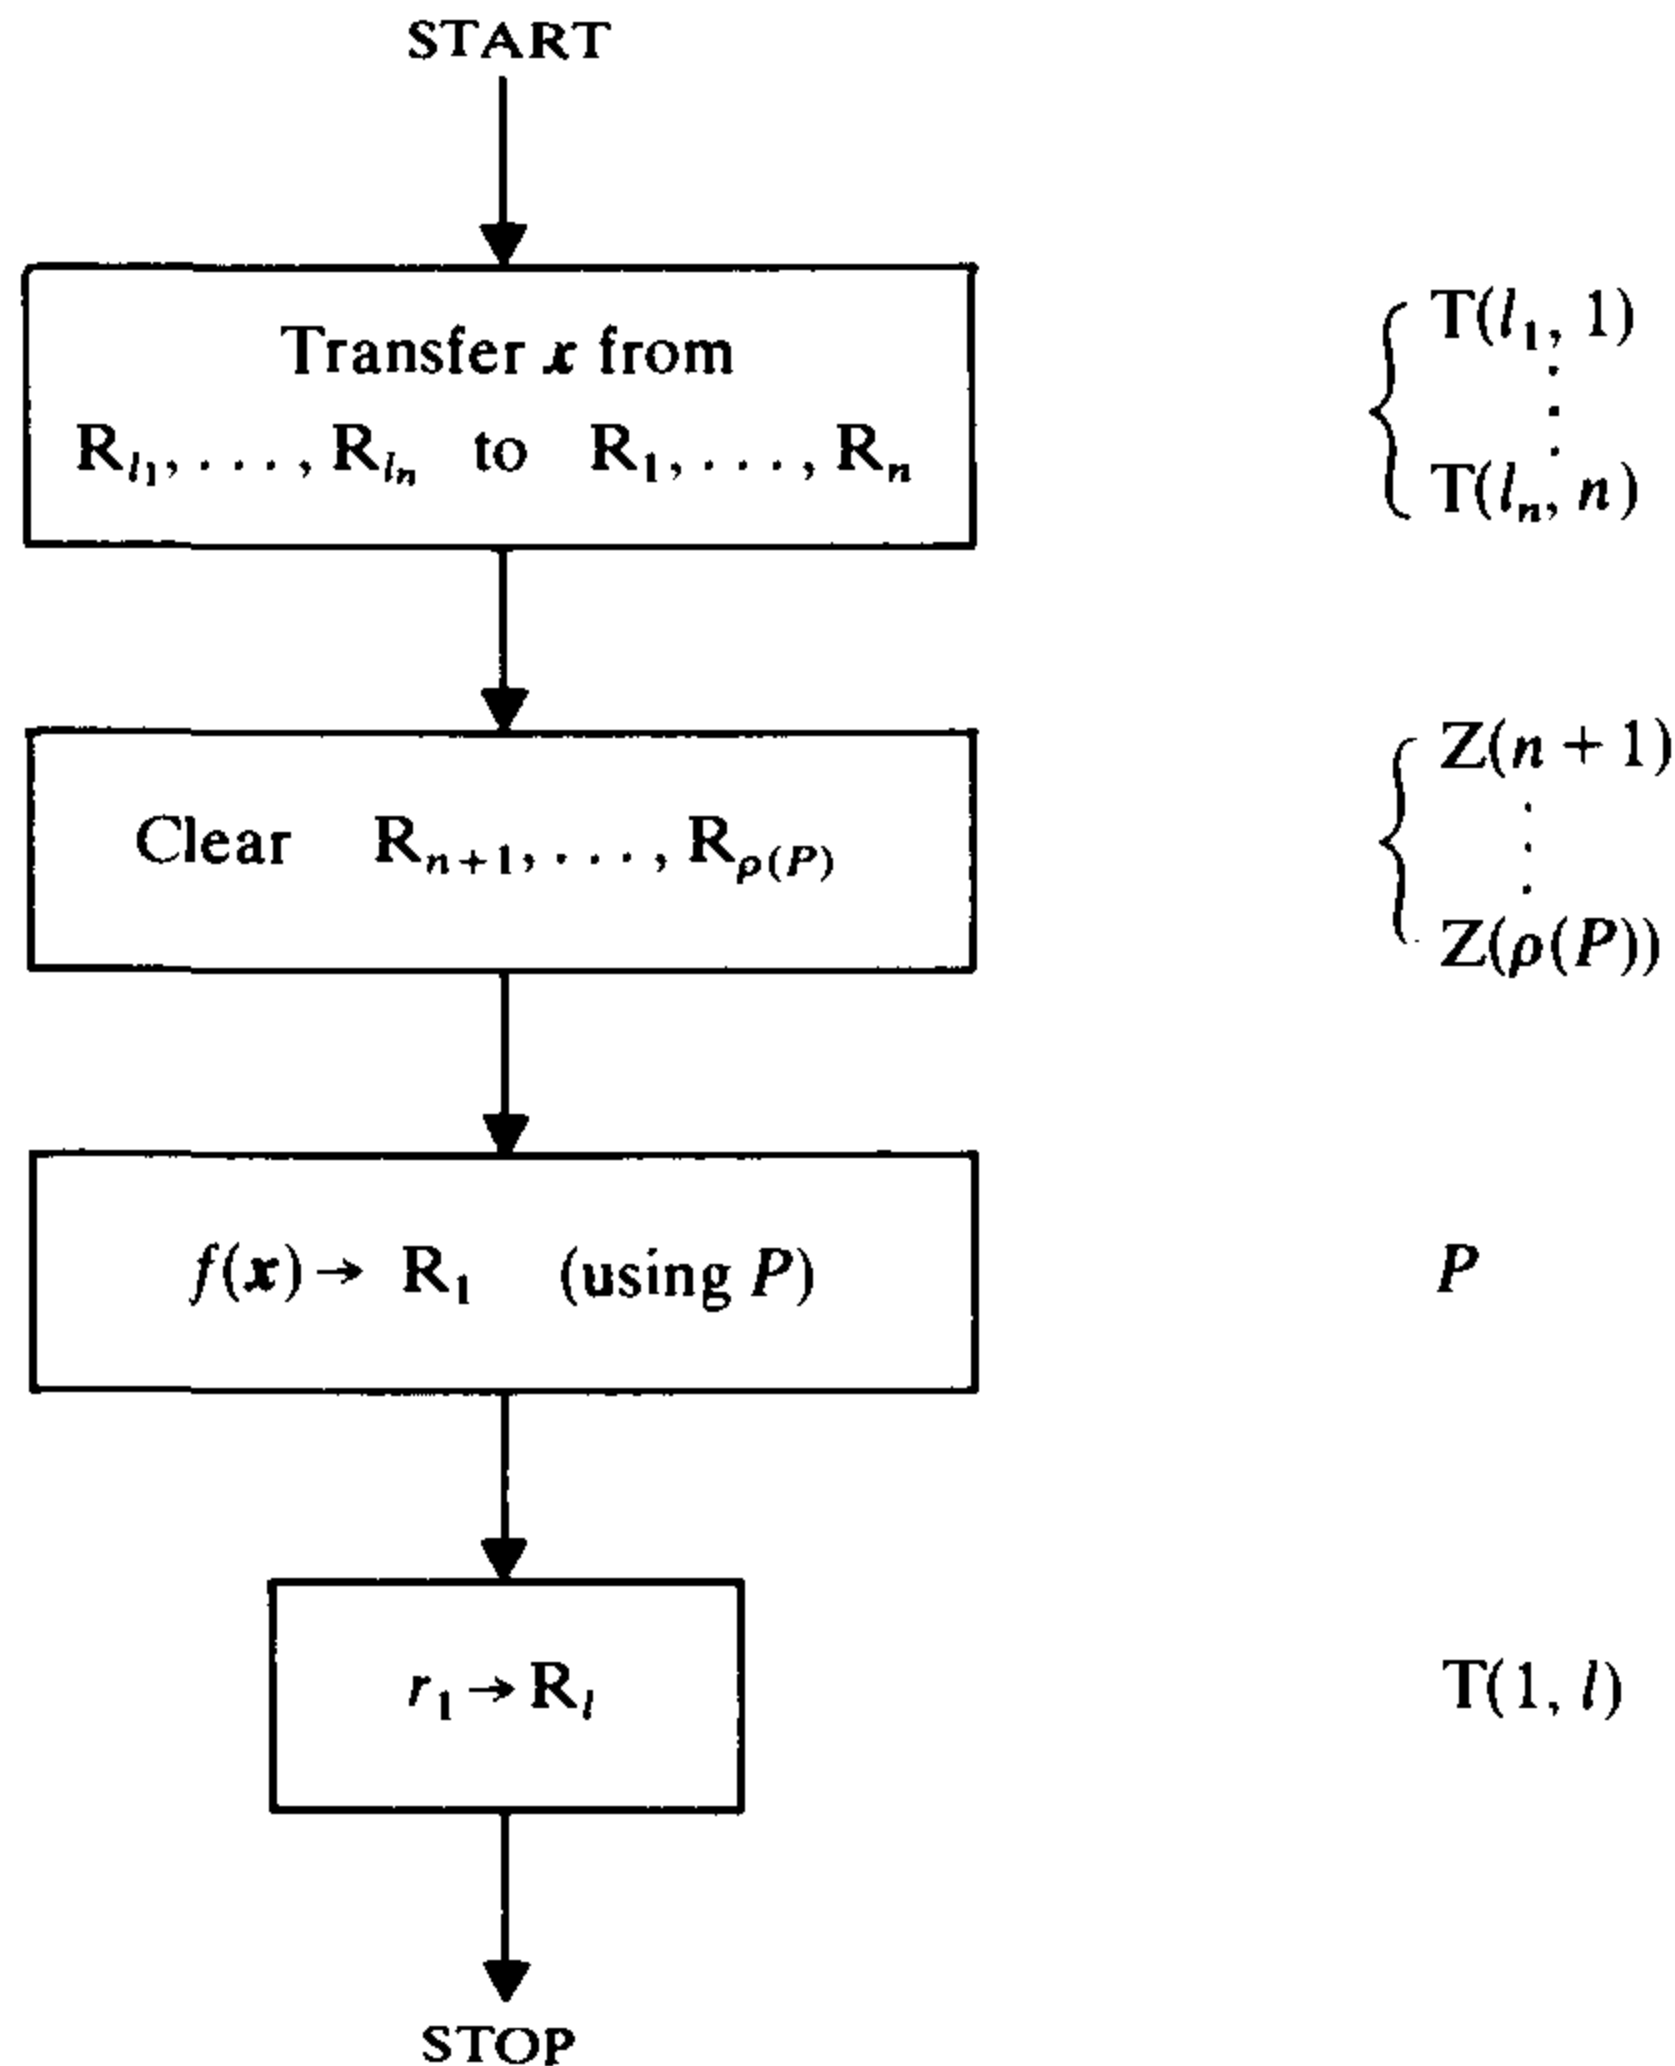 START
Transfer x from
R_{l_1}, . . . , R_{l_n} to R_1, . . . , R_n
T(l_1, 1)
.
.
.
T(l_n, n)
Clear R_{n+1}, . . . , R_{ρ(P)}
Z(n + 1)
.
.
.
Z(ρ(P))
f(x) → R_1 (using P)
P
r_1 → R_l
T(1, l)
STOP